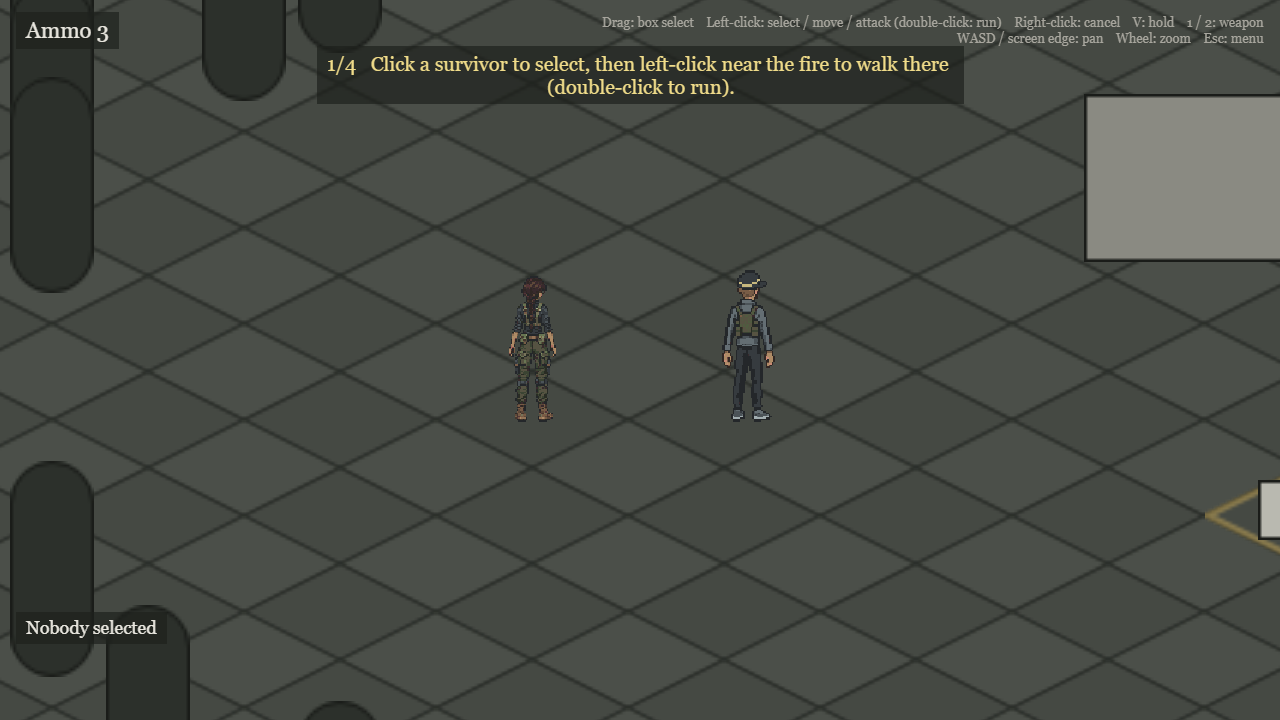 Ammo 3
Drag: box select Left-click: select / move / attack (double-click: run) Right-click: cancel V: hold 1 / 2: weapon
WASD / screen edge: pan Wheel: zoom Esc: menu
1/4 Click a survivor to select, then left-click near the fire to walk there
(double-click to run).
Nobody selected